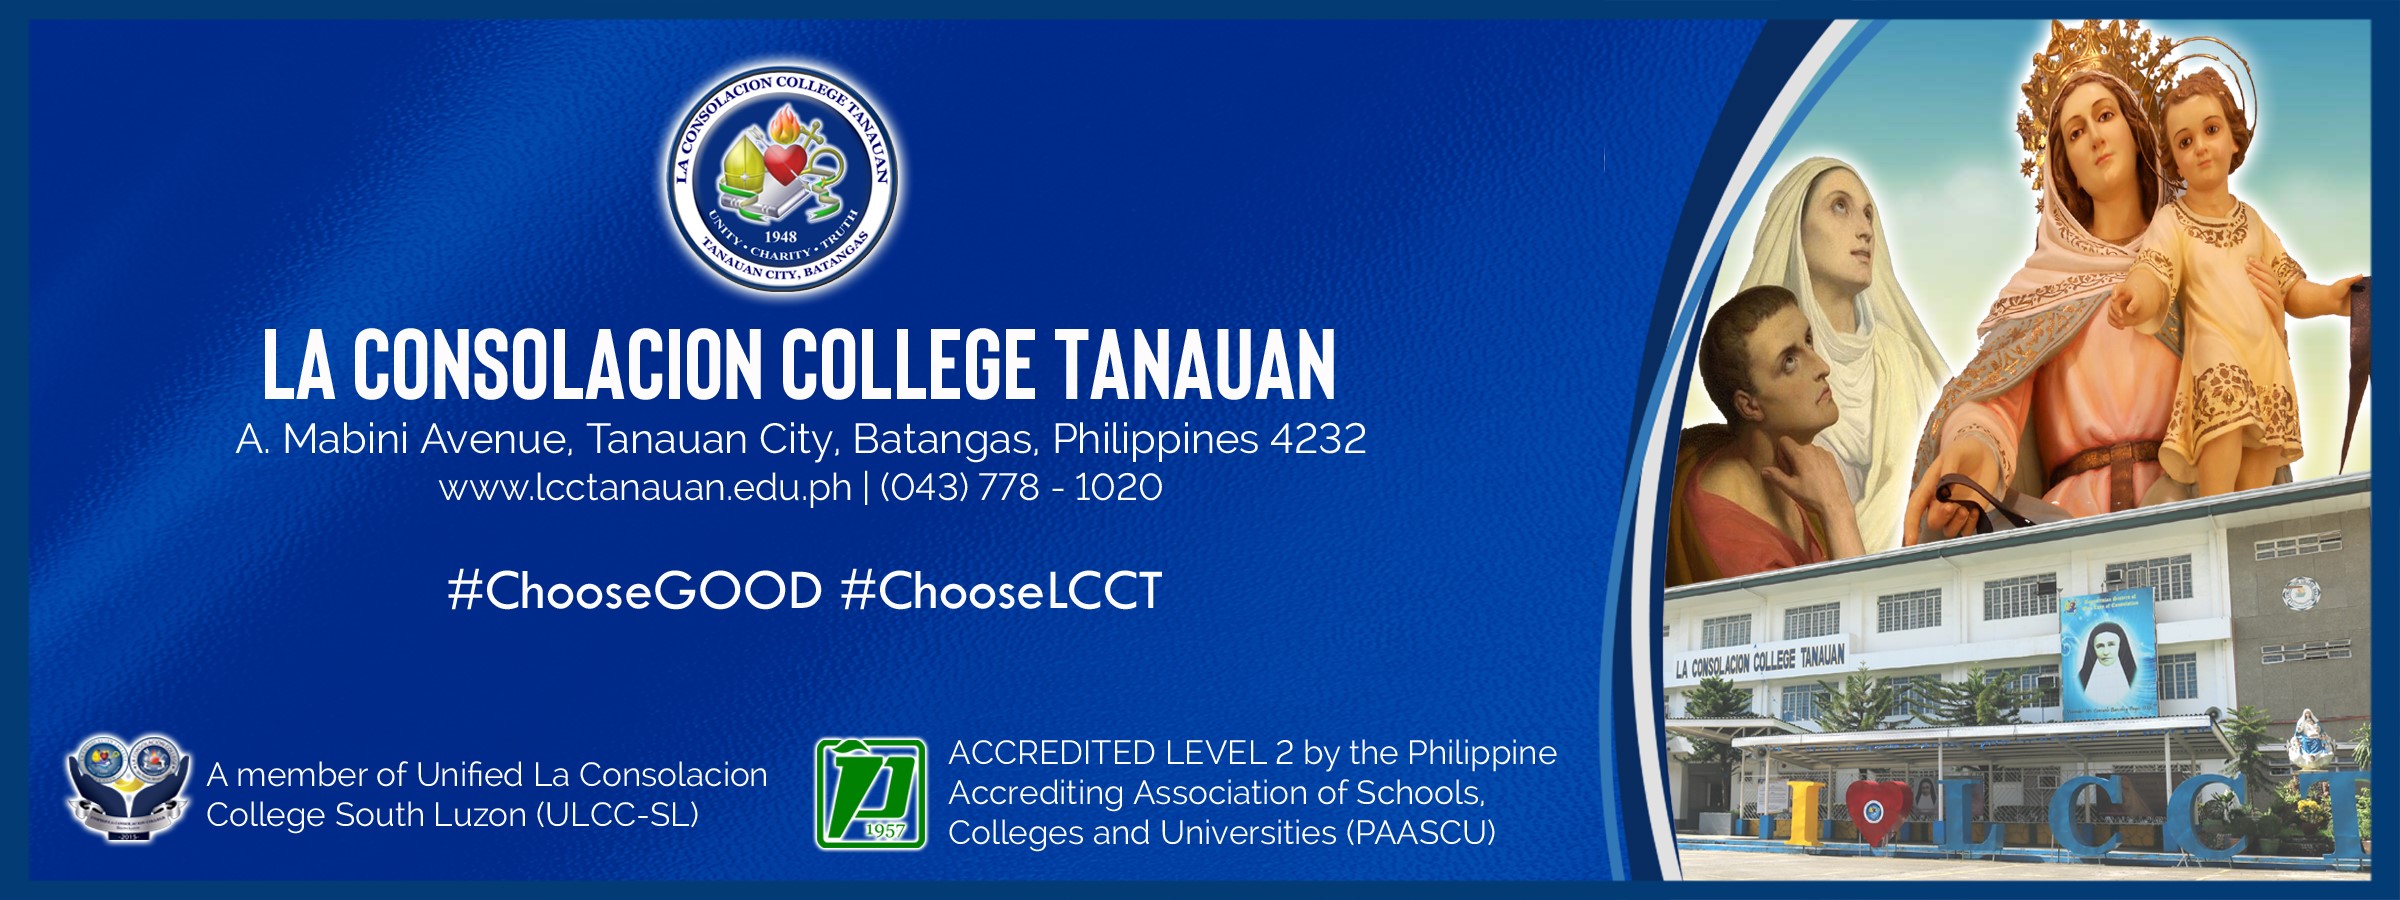 LA CONSOLACION COLLEGE TANAUAN
1948
UNITY • CHARITY • TRUTH
TANAUAN CITY, BATANGAS
LA CONSOLACION COLLEGE TANAUAN
A. Mabini Avenue, Tanauan City, Batangas, Philippines 4232
www.lcctanauan.edu.ph | (043) 778 - 1020
#ChooseGOOD #ChooseLCCT
A member of Unified La Consolacion
College South Luzon (ULCC-SL)
-2015-
1957
ACCREDITED LEVEL 2 by the Philippine
Accrediting Association of Schools,
Colleges and Universities (PAASCU)
LA CONSOLACION COLLEGE TANAUAN
I LCCT